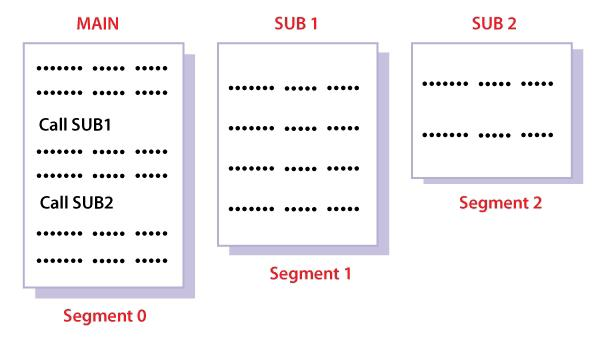 MAIN
SUB 1
SUB 2
Call SUB1
Call SUB2
Segment 0
Segment 1
Segment 2